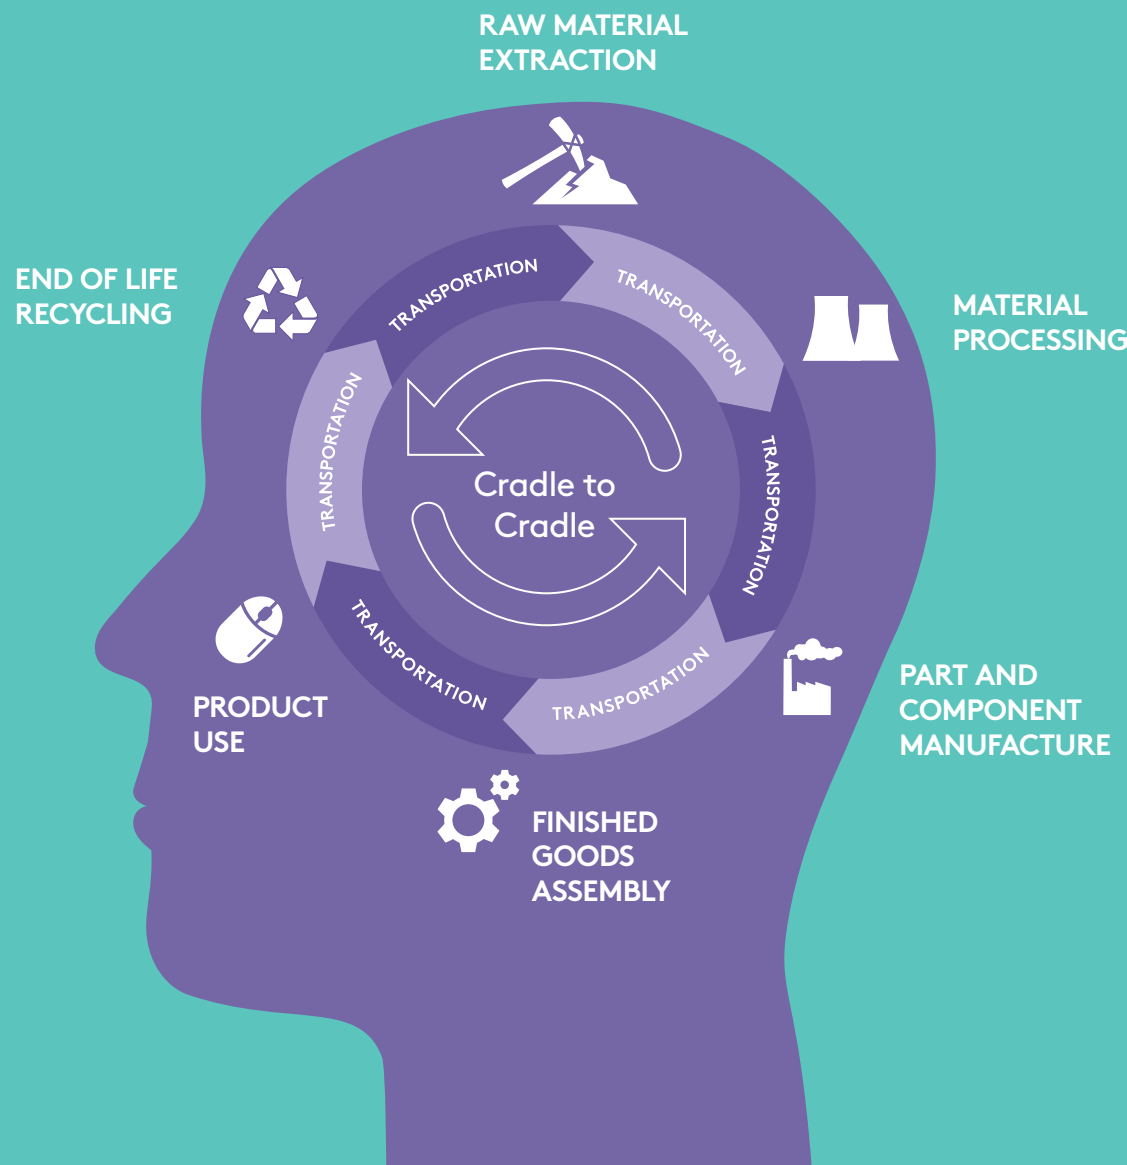 RAW MATERIAL
EXTRACTION
END OF LIFE
RECYCLING
MATERIAL
PROCESSING
TRANSPORTATION
TRANSPORTATION
TRANSPORTATION
TRANSPORTATION
TRANSPORTATION
TRANSPORTATION
Cradle to
Cradle
PRODUCT
USE
PART AND
COMPONENT
MANUFACTURE
FINISHED
GOODS
ASSEMBLY